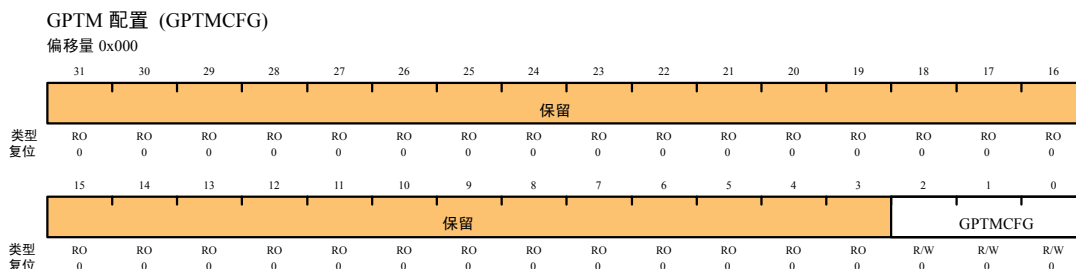 GPTM 配置 (GPTMCFG)
偏移量 0x000
31 30 29 28 27 26 25 24 23 22 21 20 19 18 17 16
保留
类型 RO RO RO RO RO RO RO RO RO RO RO RO RO RO RO RO
复位 0 0 0 0 0 0 0 0 0 0 0 0 0 0 0 0
15 14 13 12 11 10 9 8 7 6 5 4 3 2 1 0
保留 GPTMCFG
类型 RO RO RO RO RO RO RO RO RO RO RO RO RO R/W R/W R/W
复位 0 0 0 0 0 0 0 0 0 0 0 0 0 0 0 0